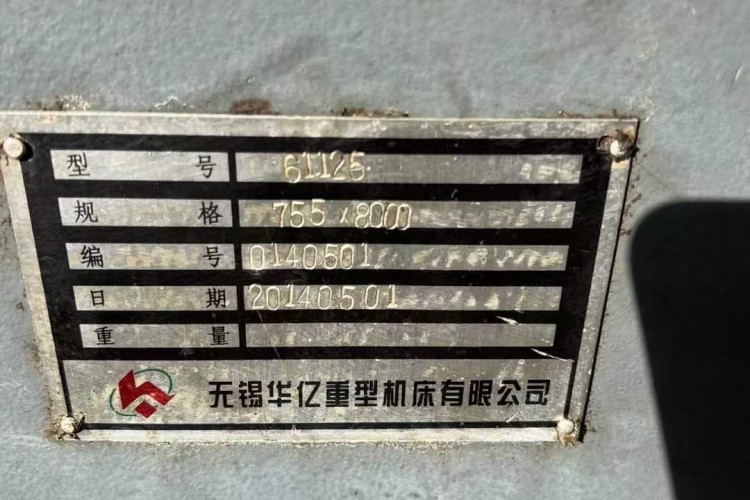 型 号 61125
规 格 755×8000
编 号 0140501
日 期 20140501
重 量
无锡华亿重型机床有限公司